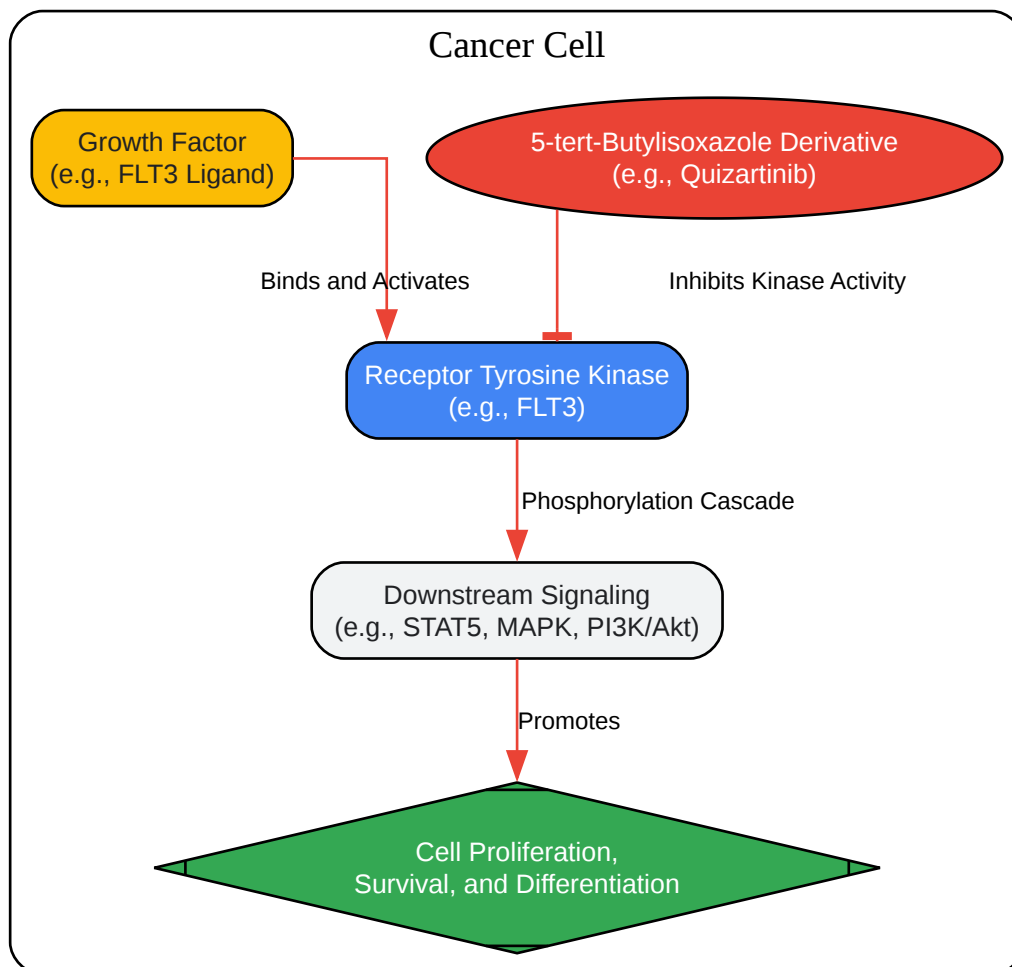 Cancer Cell
Growth Factor
(e.g., FLT3 Ligand)
5-tert-Butylisoxazole Derivative
(e.g., Quizartinib)
Binds and Activates
Inhibits Kinase Activity
Receptor Tyrosine Kinase
(e.g., FLT3)
Phosphorylation Cascade
Downstream Signaling
(e.g., STAT5, MAPK, PI3K/Akt)
Promotes
Cell Proliferation,
Survival, and Differentiation